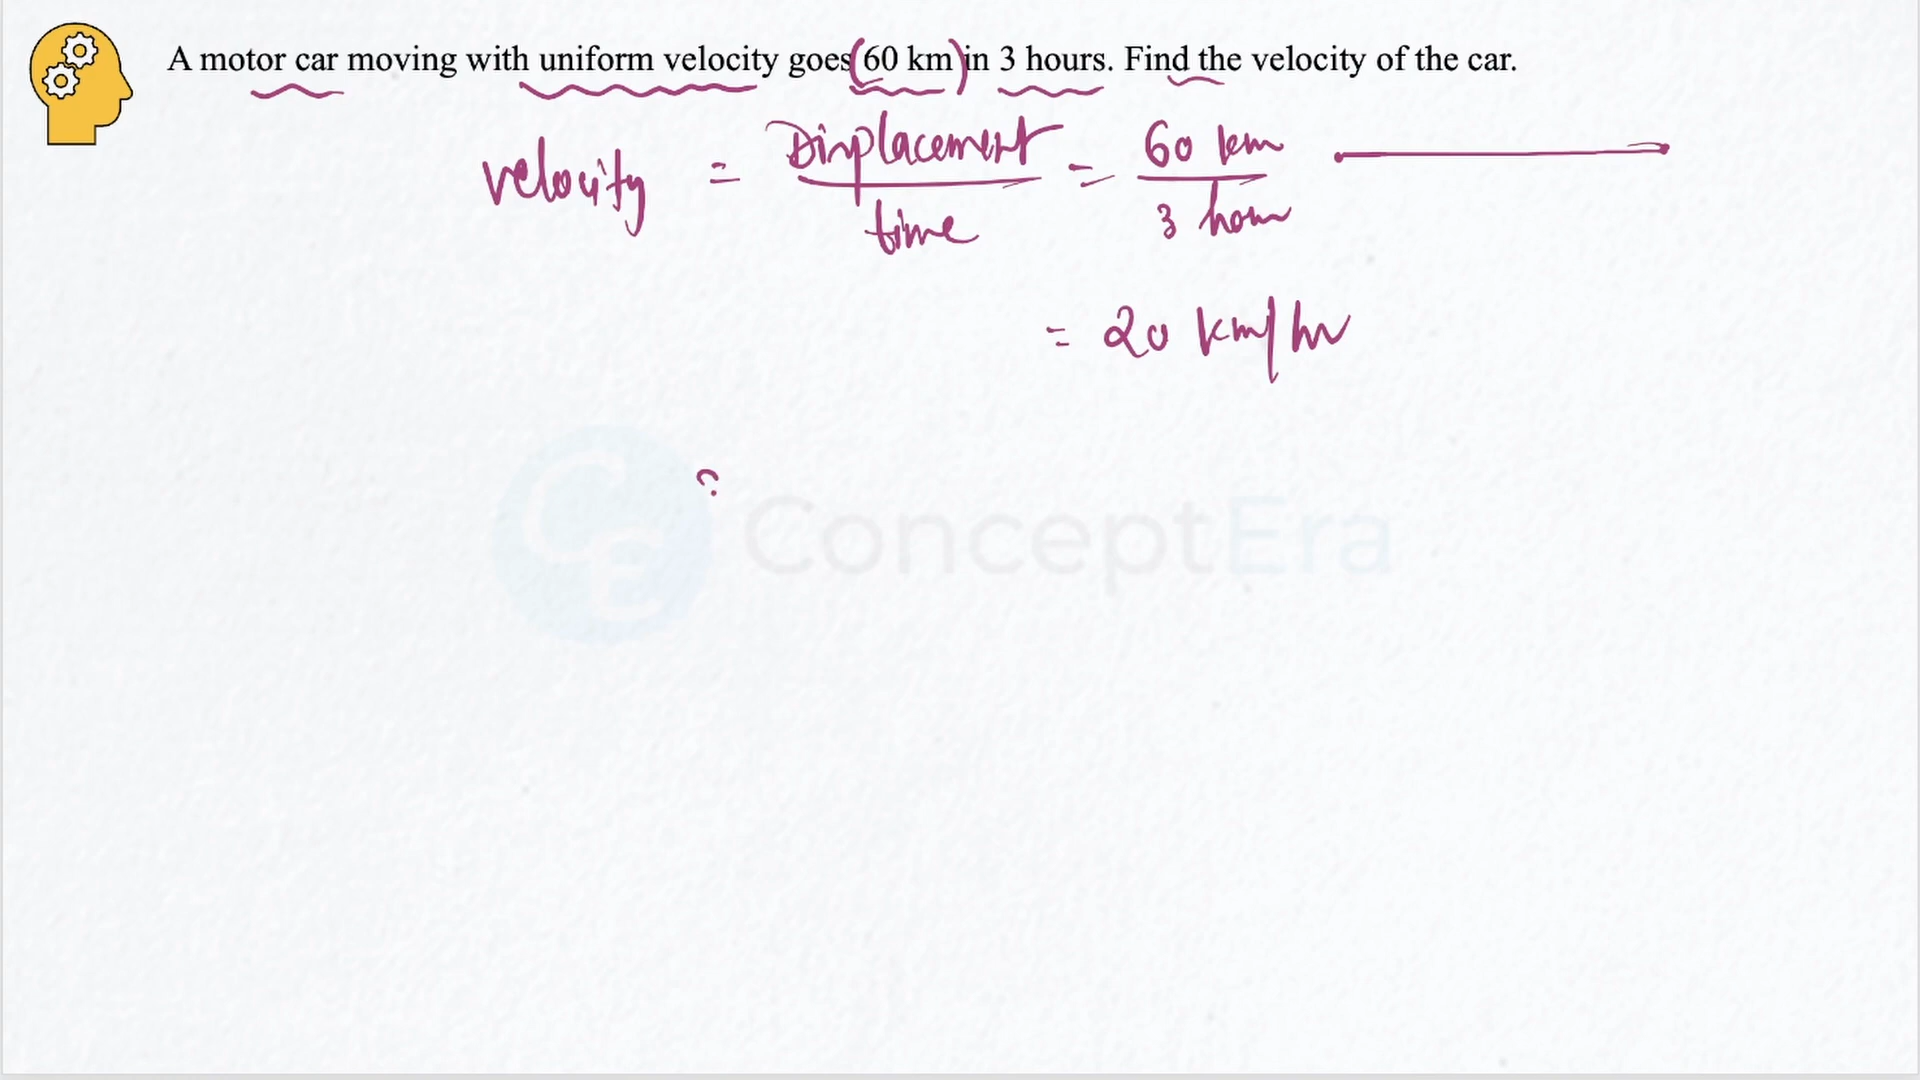 A motor car moving with uniform velocity goes (60 km) in 3 hours. Find the velocity of the car.
velocity = Displacement / time = 60 km / 3 hour
= 20 km/hr
?
CE ConceptEra